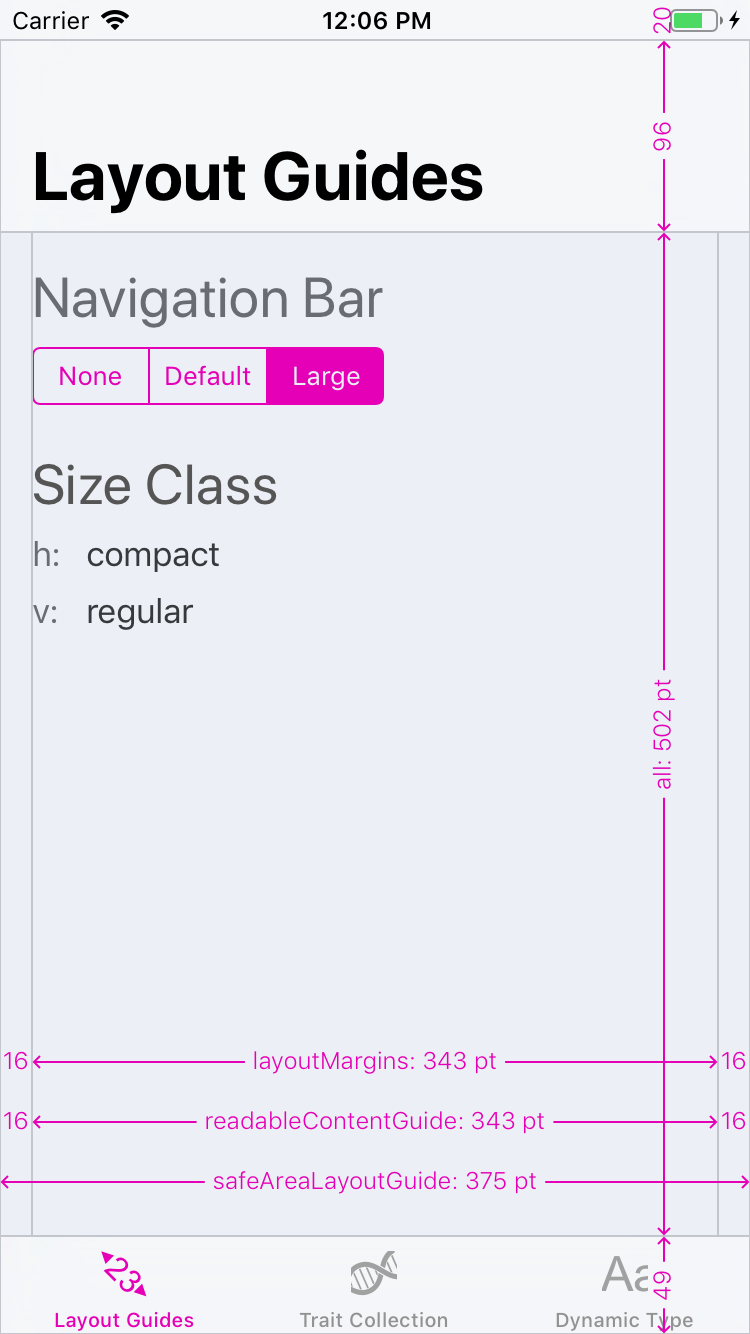 Carrier 12:06 PM 20
96
Layout Guides
Navigation Bar
None Default Large
Size Class
h: compact
v: regular
all: 502 pt
16 layoutMargins: 343 pt 16
16 readableContentGuide: 343 pt 16
safeAreaLayoutGuide: 375 pt
23 Aa 49
Layout Guides Trait Collection Dynamic Type